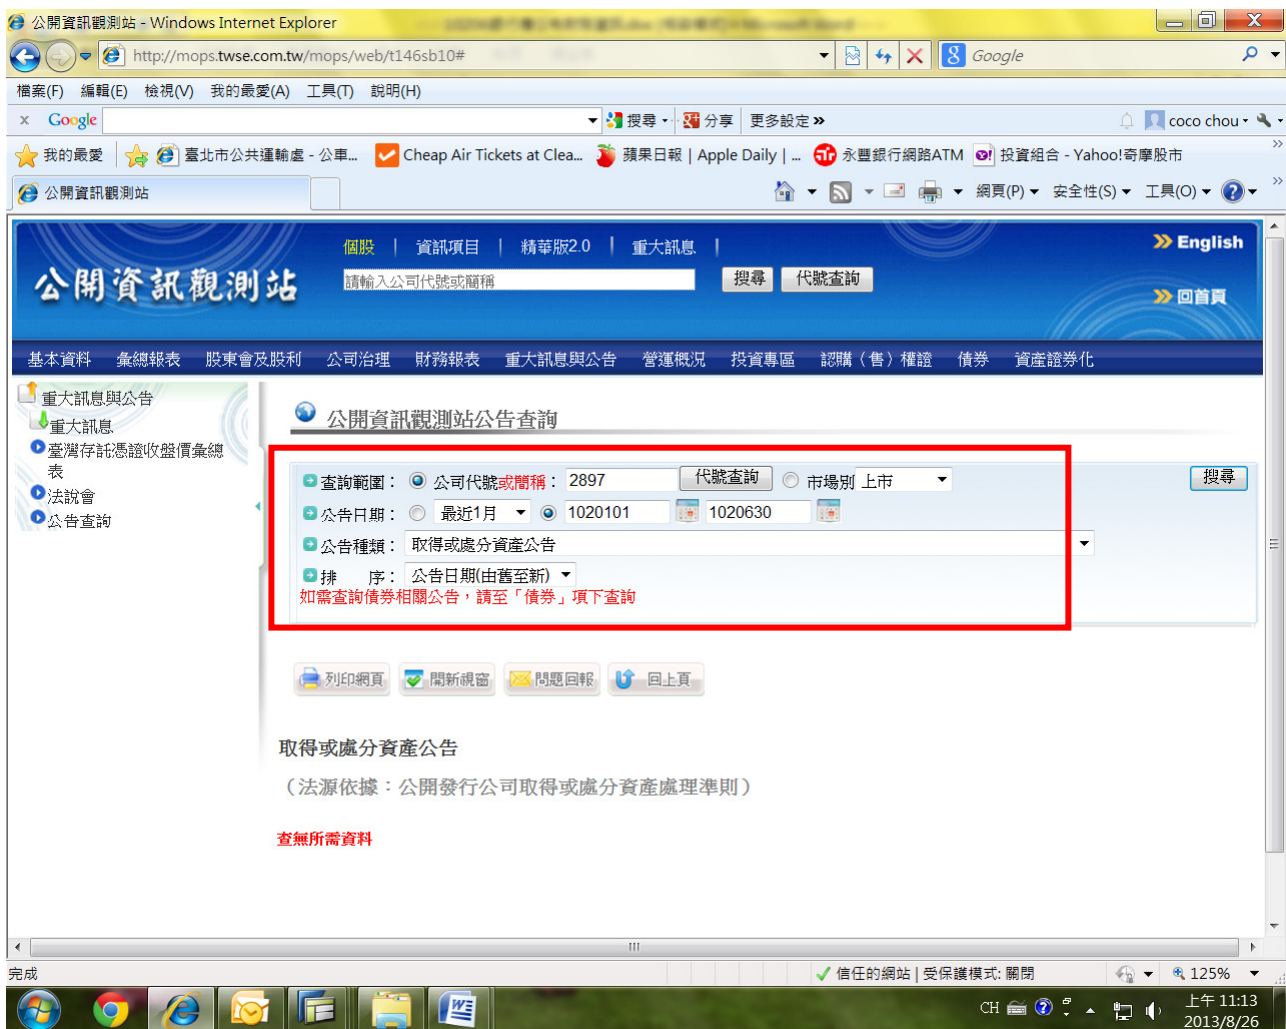 公開資訊觀測站 - Windows Internet Explorer
http://mops.twse.com.tw/mops/web/t146sb10#
Google
檔案(F) 編輯(E) 檢視(V) 我的最愛(A) 工具(T) 說明(H)
x Google 搜尋 分享 更多設定 » coco chou
我的最愛 臺北市公共運輸處 - 公車... Cheap Air Tickets at Clea... 蘋果日報 | Apple Daily | ... 永豐銀行網路ATM 投資組合 - Yahoo!奇摩股市
公開資訊觀測站 網頁(P) 安全性(S) 工具(O)
個股 | 資訊項目 | 精華版2.0 | 重大訊息 | English
公開資訊觀測站 請輸入公司代號或簡稱 搜尋 代號查詢
回首頁
基本資料 彙總報表 股東會及股利 公司治理 財務報表 重大訊息與公告 營運概況 投資專區 認購（售）權證 債券 資產證券化
重大訊息與公告
重大訊息
臺灣存託憑證收盤價彙總
表
法說會
公告查詢
公開資訊觀測站公告查詢
查詢範圍： 公司代號或簡稱： 2897 代號查詢 市場別 上市 搜尋
公告日期： 最近1月 1020101 1020630
公告種類： 取得或處分資產公告
排 序： 公告日期(由舊至新)
如需查詢債券相關公告，請至「債券」項下查詢
列印網頁 開新視窗 問題回報 回上頁
取得或處分資產公告
（法源依據：公開發行公司取得或處分資產處理準則）
查無所需資料
完成 信任的網站 | 受保護模式: 關閉 125%
CH 上午 11:13
2013/8/26